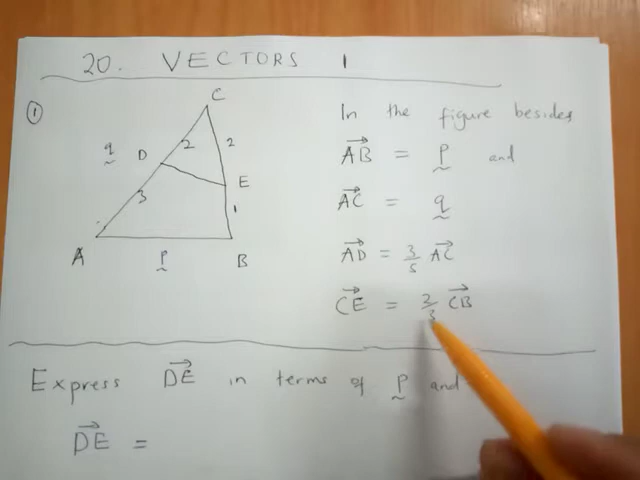 20. VECTORS 1
① C
q D 2 2
3 E
1
A p B
In the figure besides
AB = p and
AC = q
AD = 3/5 AC
CE = 2/3 CB
Express DE in terms of p and
DE =